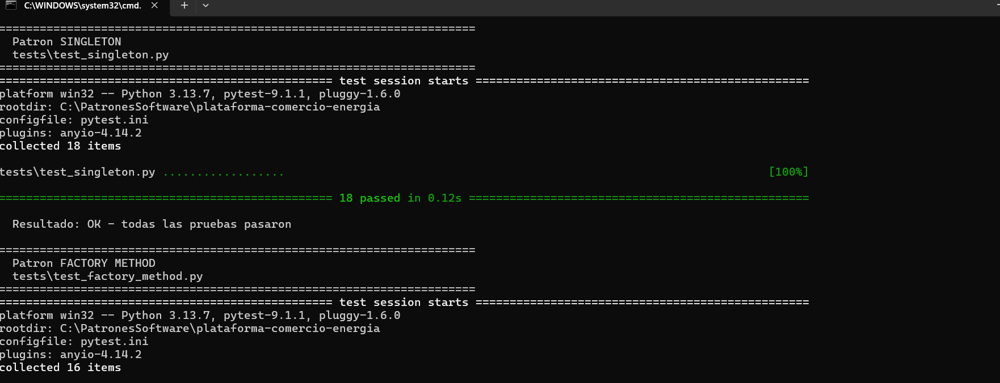 C:\WINDOWS\system32\cmd.
======================================================================
Patron SINGLETON
tests\test_singleton.py
======================================================================
================================================= test session starts =================================================
platform win32 -- Python 3.13.7, pytest-9.1.1, pluggy-1.6.0
rootdir: C:\PatronesSoftware\plataforma-comercio-energia
configfile: pytest.ini
plugins: anyio-4.14.2
collected 18 items
tests\test_singleton.py .................. [100%]
================================================= 18 passed in 0.12s ==================================================
Resultado: OK - todas las pruebas pasaron
======================================================================
Patron FACTORY METHOD
tests\test_factory_method.py
======================================================================
================================================= test session starts =================================================
platform win32 -- Python 3.13.7, pytest-9.1.1, pluggy-1.6.0
rootdir: C:\PatronesSoftware\plataforma-comercio-energia
configfile: pytest.ini
plugins: anyio-4.14.2
collected 16 items